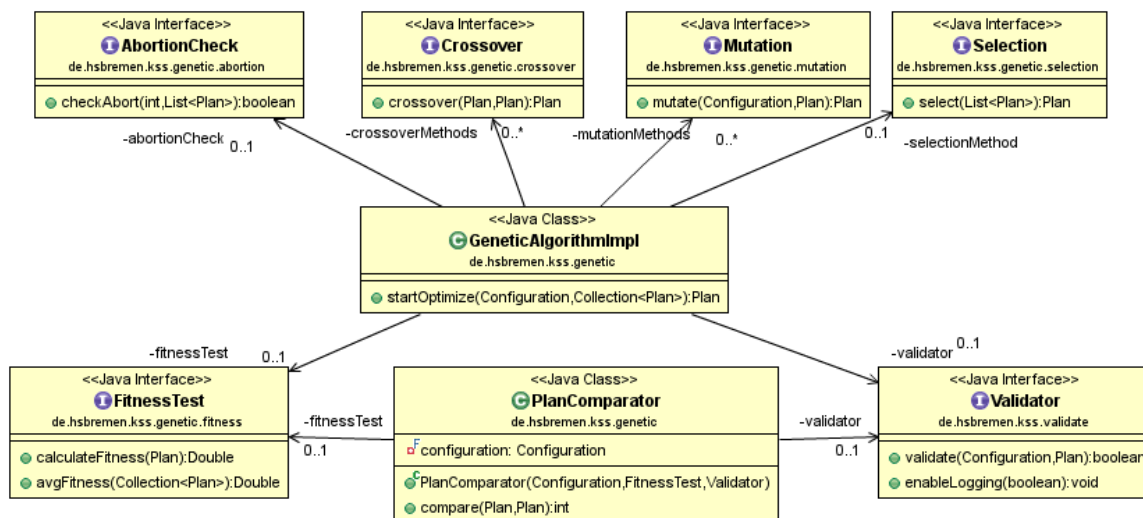 <<Java Interface>>
I AbortionCheck
de.hsbremen.kss.genetic.abortion
checkAbort(int,List<Plan>):boolean
<<Java Interface>>
I Crossover
de.hsbremen.kss.genetic.crossover
crossover(Plan,Plan):Plan
<<Java Interface>>
I Mutation
de.hsbremen.kss.genetic.mutation
mutate(Configuration,Plan):Plan
<<Java Interface>>
I Selection
de.hsbremen.kss.genetic.selection
select(List<Plan>):Plan
-abortionCheck
0..1
-crossoverMethods
0..*
-mutationMethods
0..*
0..1
-selectionMethod
<<Java Class>>
C GeneticAlgorithmImpl
de.hsbremen.kss.genetic
startOptimize(Configuration,Collection<Plan>):Plan
-fitnessTest
0..1
0..1
-validator
<<Java Interface>>
I FitnessTest
de.hsbremen.kss.genetic.fitness
calculateFitness(Plan):Double
avgFitness(Collection<Plan>):Double
-fitnessTest
0..1
<<Java Class>>
C PlanComparator
de.hsbremen.kss.genetic
F configuration: Configuration
C PlanComparator(Configuration,FitnessTest,Validator)
compare(Plan,Plan):int
-validator
0..1
<<Java Interface>>
I Validator
de.hsbremen.kss.validate
validate(Configuration,Plan):boolean
enableLogging(boolean):void